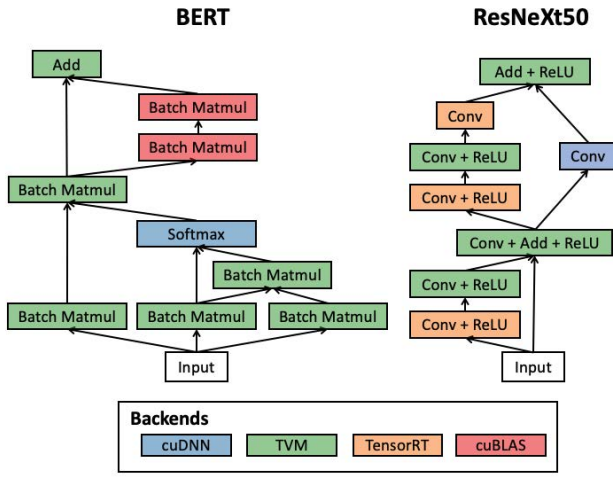 BERT
Add
Batch Matmul
Batch Matmul
Batch Matmul
Softmax
Batch Matmul
Batch Matmul
Batch Matmul
Batch Matmul
Input
ResNeXt50
Add + ReLU
Conv
Conv + ReLU
Conv
Conv + ReLU
Conv + Add + ReLU
Conv + ReLU
Conv + ReLU
Input
Backends
cuDNN
TVM
TensorRT
cuBLAS